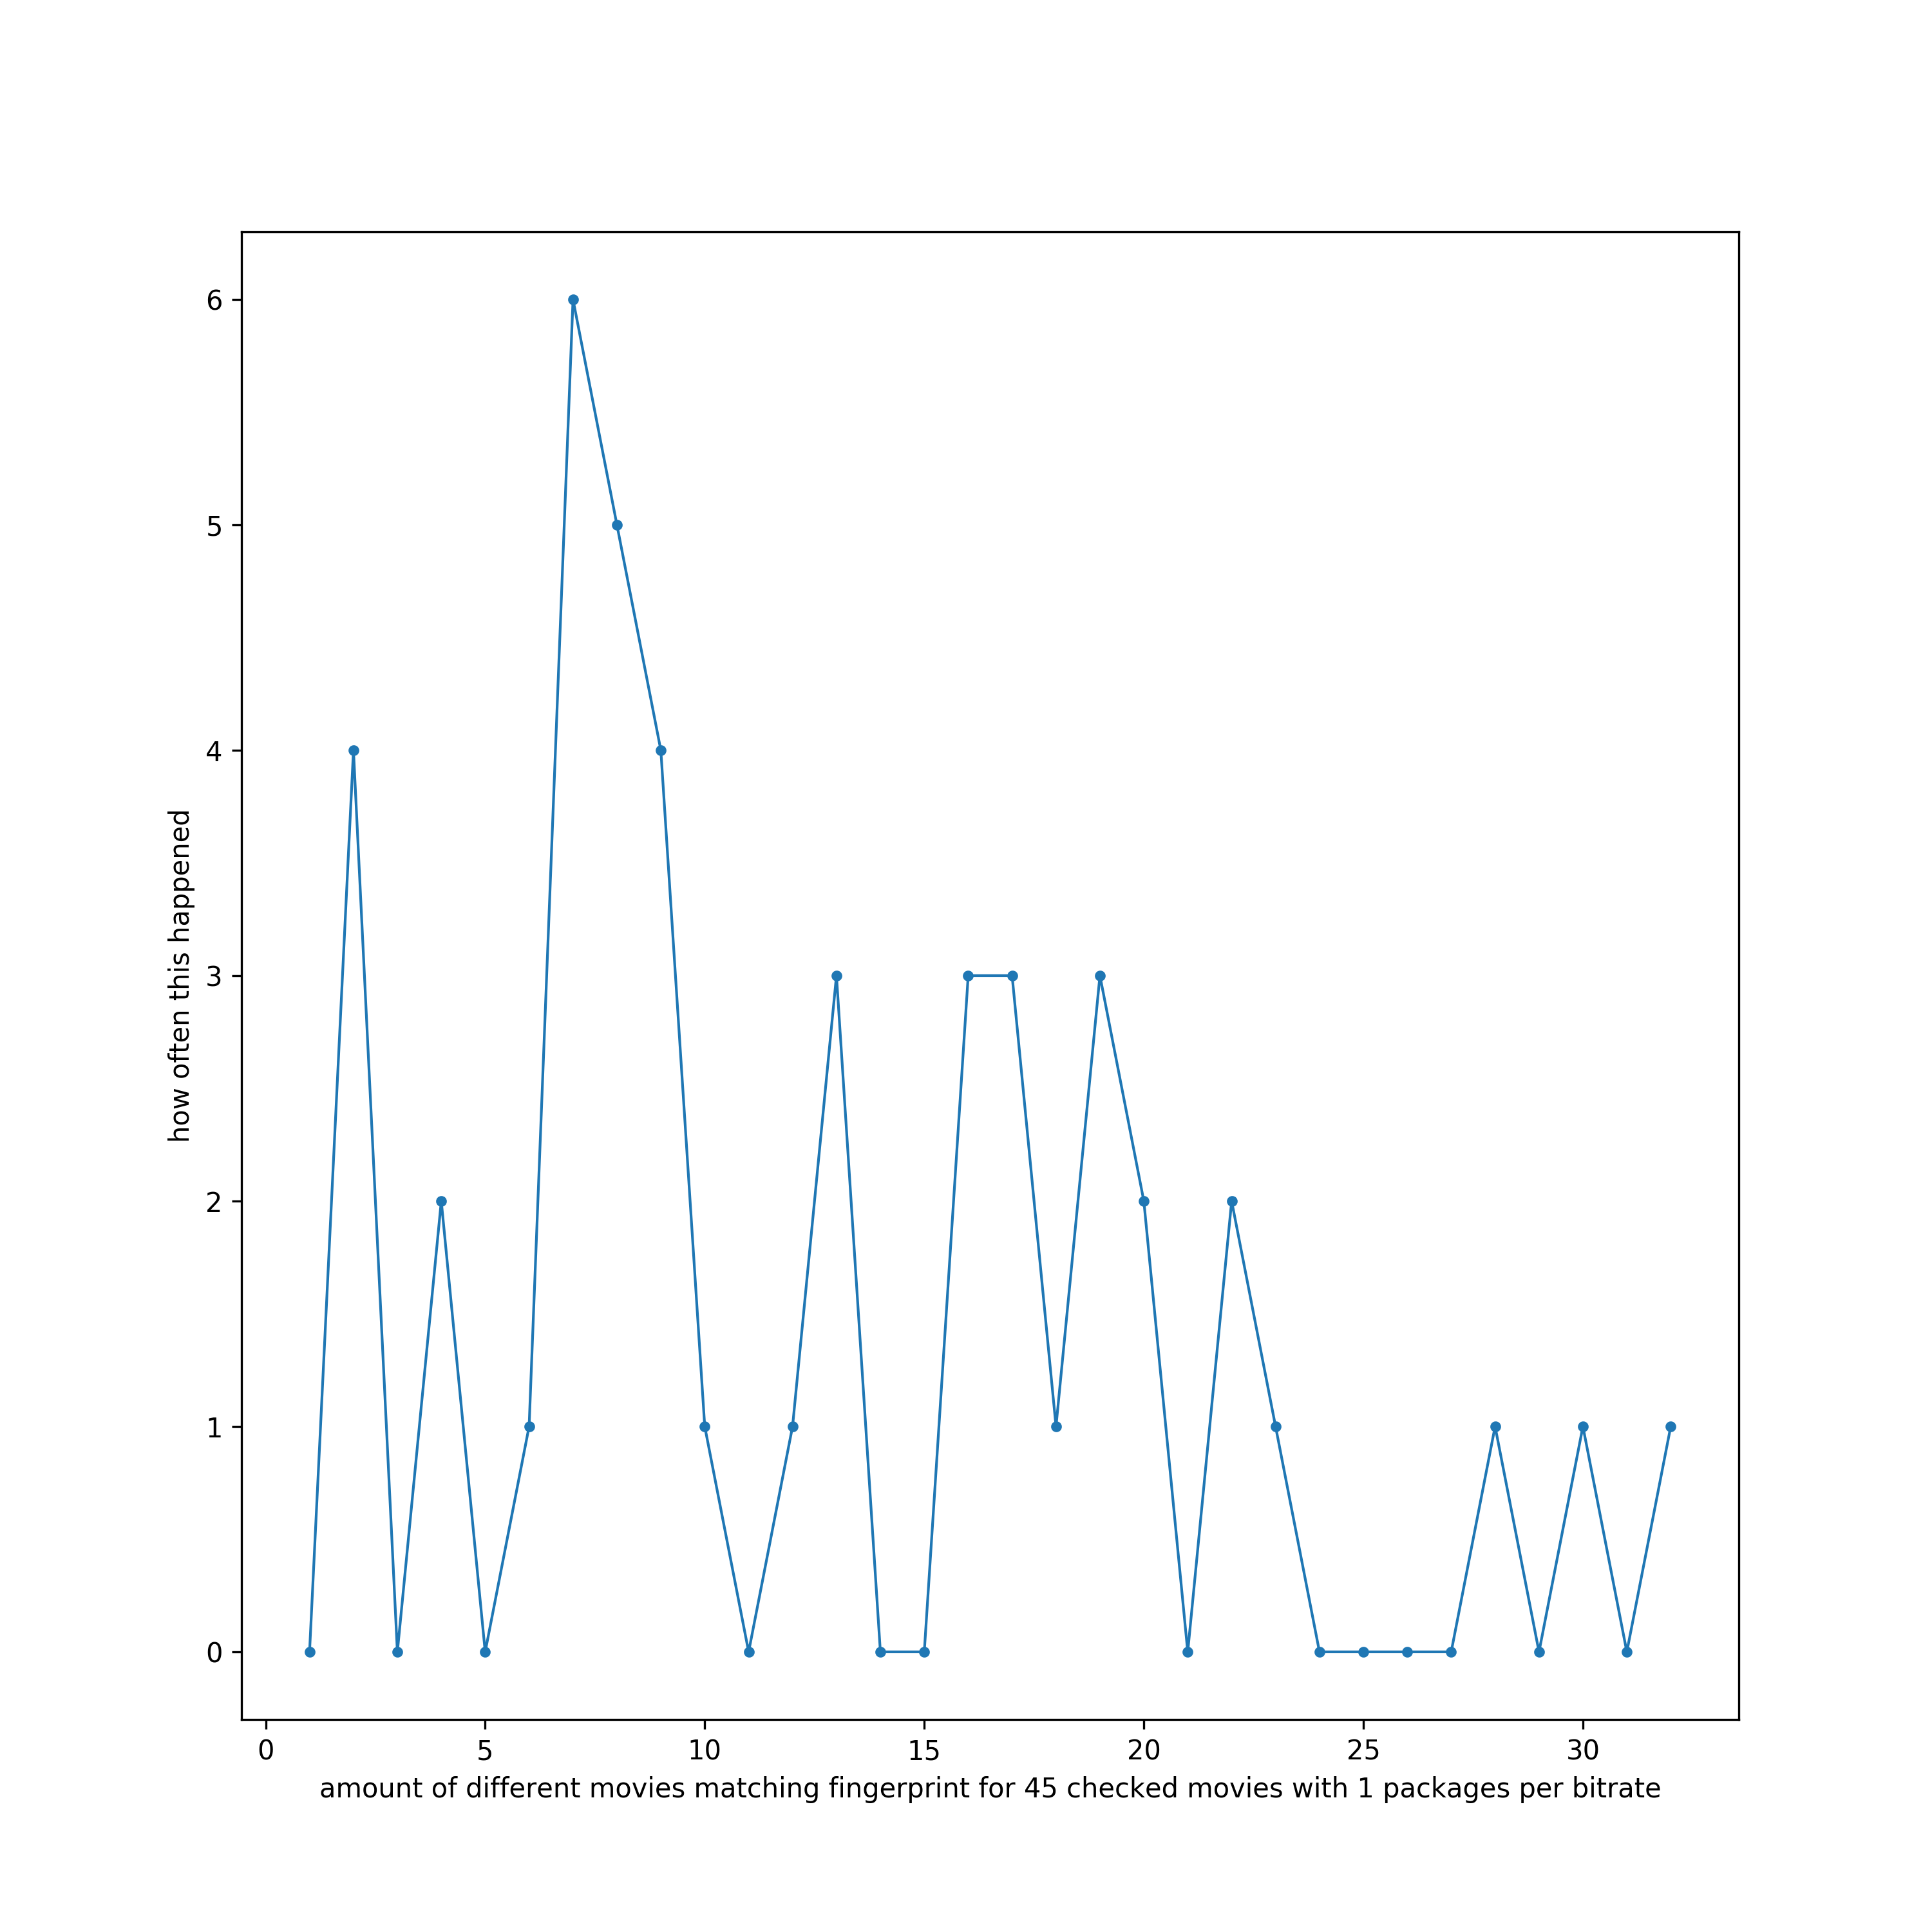 6
5
4
3
2
1
0
how often this happened
0 5 10 15 20 25 30
amount of different movies matching fingerprint for 45 checked movies with 1 packages per bitrate